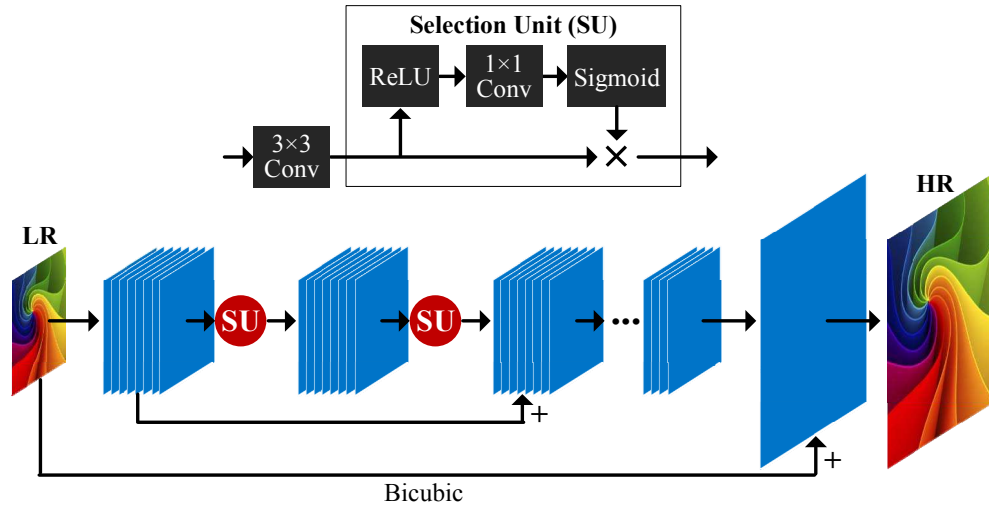 Selection Unit (SU)
ReLU
1×1
Conv
Sigmoid
3×3
Conv
×
HR
LR
SU
SU
...
+
+
Bicubic